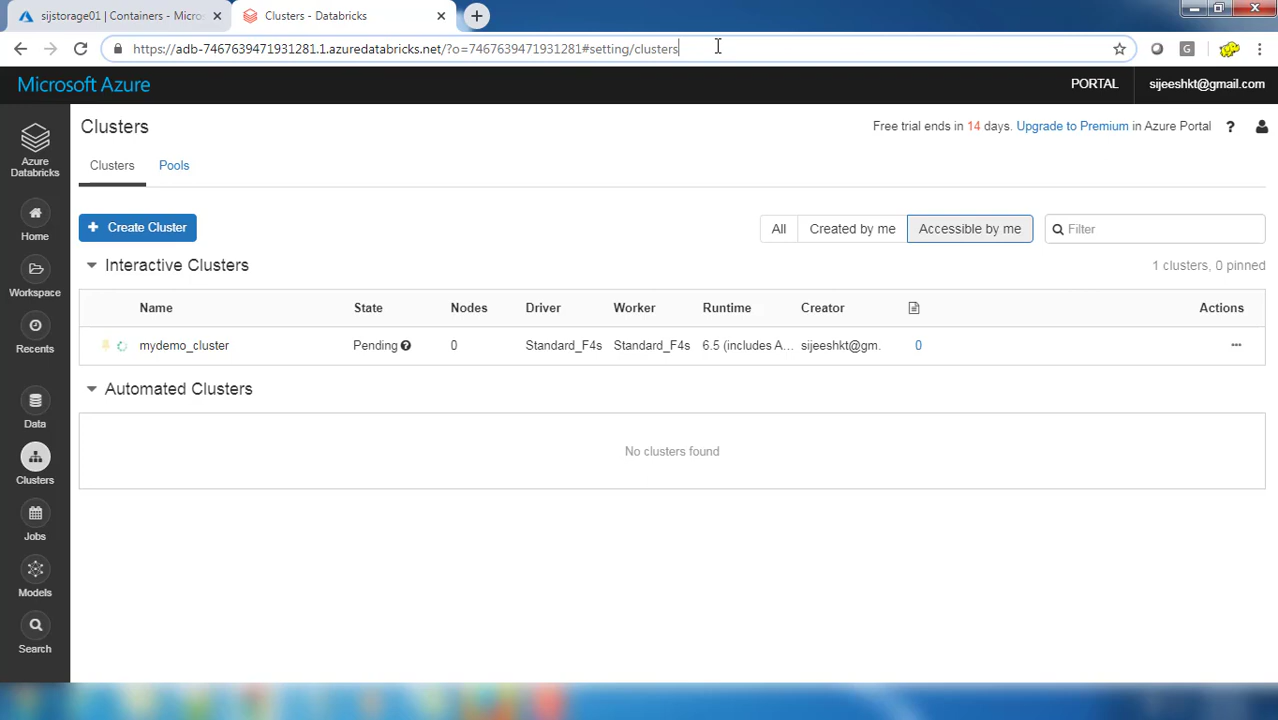 sijstorage01 | Containers - Micros
Clusters - Databricks
https://adb-7467639471931281.1.azuredatabricks.net/?o=7467639471931281#setting/clusters
G
Microsoft Azure
PORTAL
sijeeshkt@gmail.com
Azure
Databricks
Home
Workspace
Recents
Data
Clusters
Jobs
Models
Search
Clusters
Free trial ends in 14 days. Upgrade to Premium in Azure Portal
?
Clusters
Pools
+ Create Cluster
All
Created by me
Accessible by me
Filter
Interactive Clusters
1 clusters, 0 pinned
Name State Nodes Driver Worker Runtime Creator Actions
mydemo_cluster Pending ? 0 Standard_F4s Standard_F4s 6.5 (includes A... sijeeshkt@gm. 0 ...
Automated Clusters
No clusters found